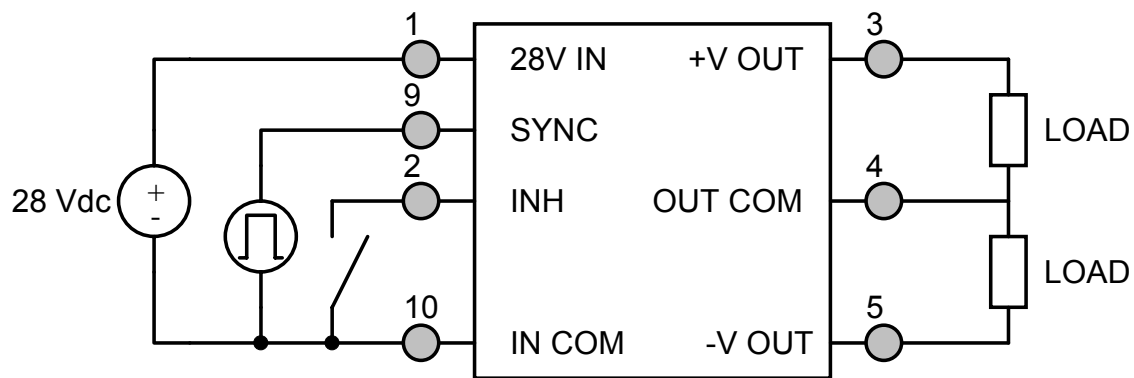 1
3
28V IN
+V OUT
9
SYNC
LOAD
2
4
28 Vdc
+
-
INH
OUT COM
LOAD
10
5
IN COM
-V OUT